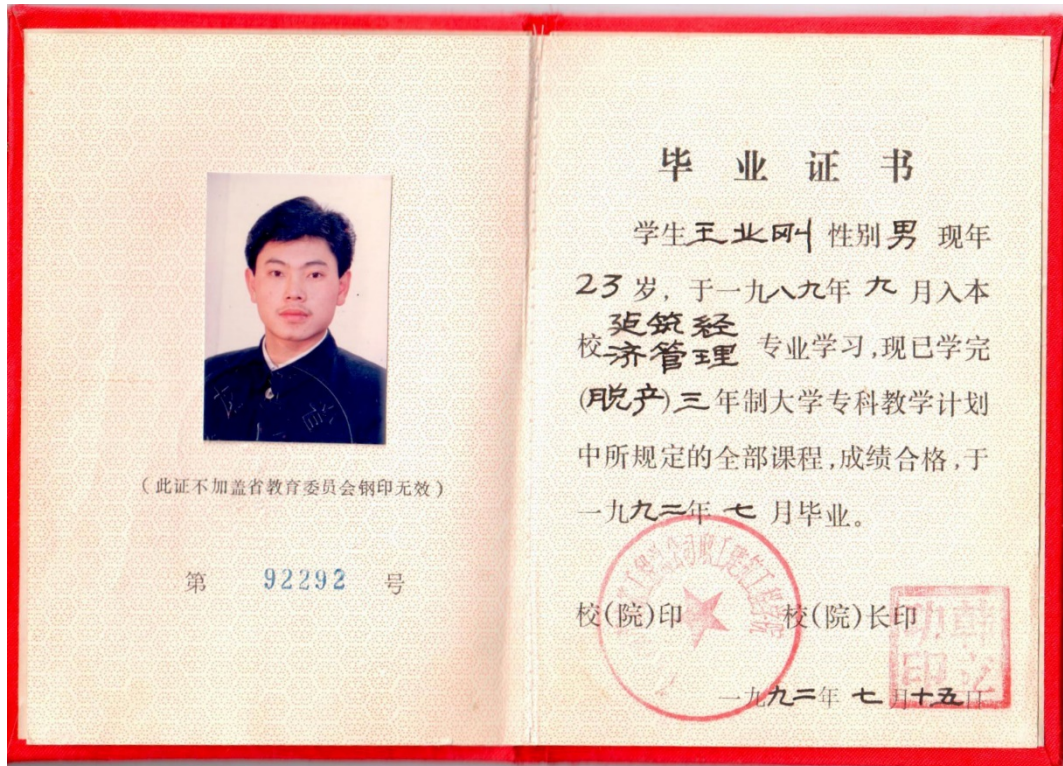 (此证不加盖省教育委员会钢印无效)
第 92292 号
毕业证书
学生王业刚 性别男 现年
23岁,于一九八九年 九 月入本
校建筑经济管理 专业学习,现已学完
(脱产)三年制大学专科教学计划
中所规定的全部课程,成绩合格,于
一九九二年 七 月毕业。
校(院)印 校(院)长印
一九九二年 七月十五日